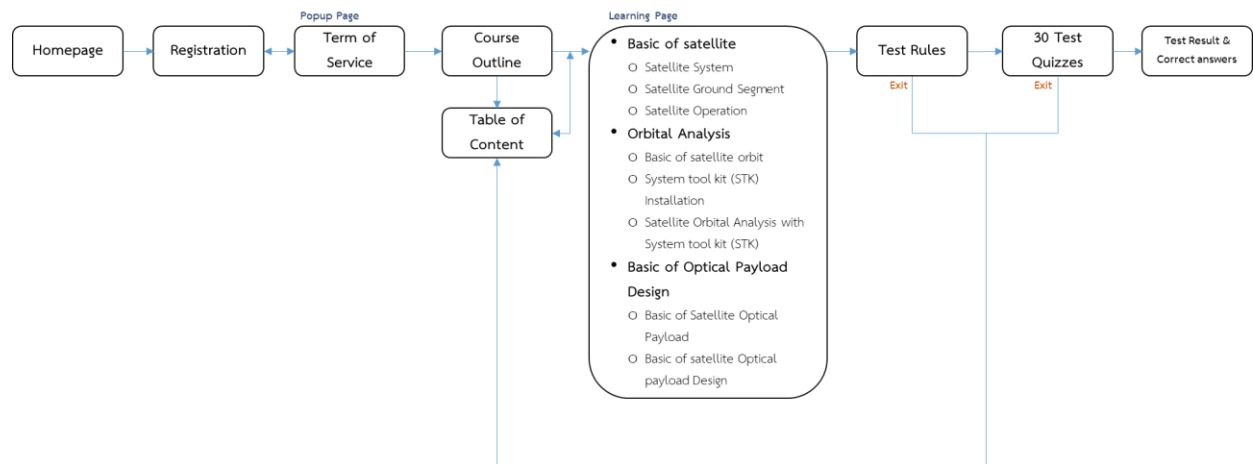 Popup Page
Learning Page
Homepage
Registration
Term of
Service
Course
Outline
Table of
Content
• Basic of satellite
o Satellite System
o Satellite Ground Segment
o Satellite Operation
• Orbital Analysis
o Basic of satellite orbit
o System tool kit (STK)
Installation
o Satellite Orbital Analysis with
System tool kit (STK)
• Basic of Optical Payload
Design
o Basic of Satellite Optical
Payload
o Basic of satellite Optical
payload Design
Test Rules
Exit
30 Test
Quizzes
Exit
Test Result &
Correct answers